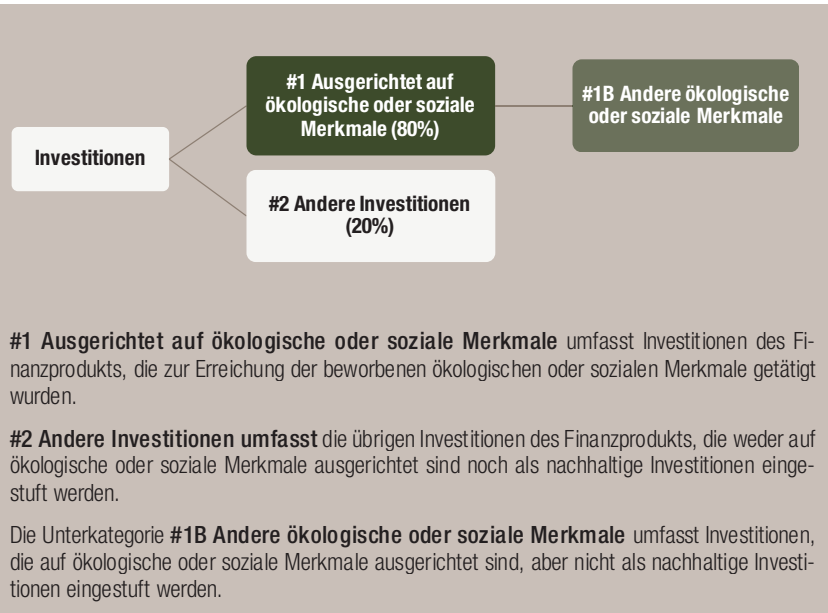 #1 Ausgerichtet auf
ökologische oder soziale
Merkmale (80%)
#1B Andere ökologische
oder soziale Merkmale
Investitionen
#2 Andere Investitionen
(20%)
#1 Ausgerichtet auf ökologische oder soziale Merkmale umfasst Investitionen des Fi-
nanzprodukts, die zur Erreichung der beworbenen ökologischen oder sozialen Merkmale getätigt
wurden.
#2 Andere Investitionen umfasst die übrigen Investitionen des Finanzprodukts, die weder auf
ökologische oder soziale Merkmale ausgerichtet sind noch als nachhaltige Investitionen einge-
stuft werden.
Die Unterkategorie #1B Andere ökologische oder soziale Merkmale umfasst Investitionen,
die auf ökologische oder soziale Merkmale ausgerichtet sind, aber nicht als nachhaltige Investi-
tionen eingestuft werden.